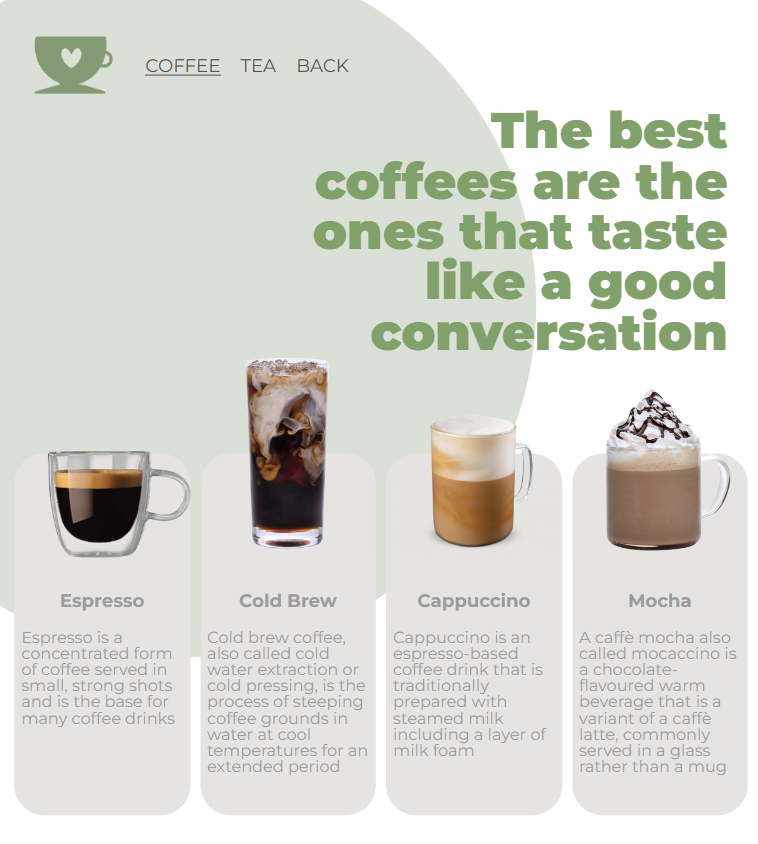 COFFEE TEA BACK
The best
coffees are the
ones that taste
like a good
conversation
Espresso
Espresso is a
concentrated form
of coffee served in
small, strong shots
and is the base for
many coffee drinks
Cold Brew
Cold brew coffee,
also called cold
water extraction or
cold pressing, is the
process of steeping
coffee grounds in
water at cool
temperatures for an
extended period
Cappuccino
Cappuccino is an
espresso-based
coffee drink that is
traditionally
prepared with
steamed milk
including a layer of
milk foam
Mocha
A caffè mocha also
called mocaccino is
a chocolate-
flavoured warm
beverage that is a
variant of a caffè
latte, commonly
served in a glass
rather than a mug